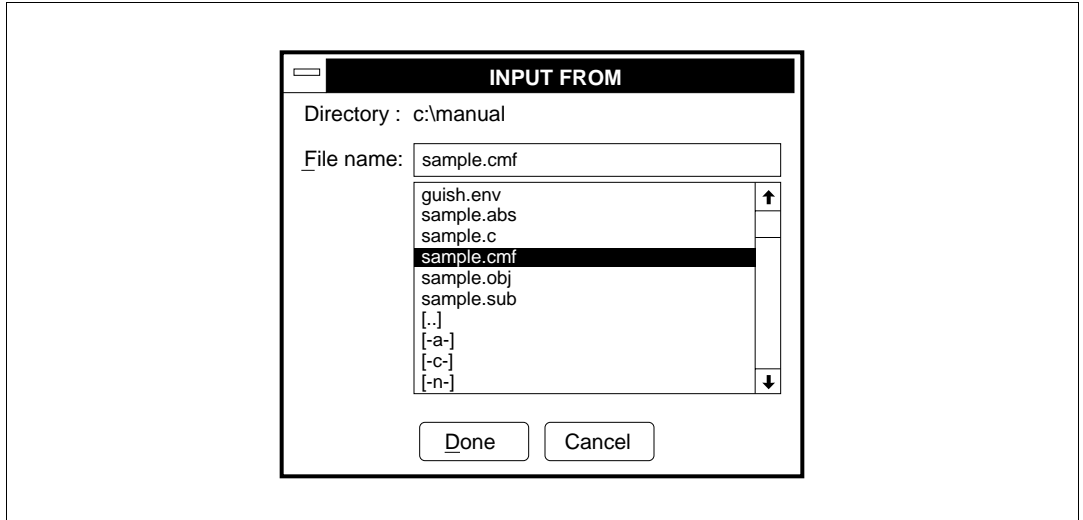 INPUT FROM
Directory : c:\manual
File name: sample.cmf
guish.env
sample.abs
sample.c
sample.cmf
sample.obj
sample.sub
[..]
[-a-]
[-c-]
[-n-]
Done Cancel